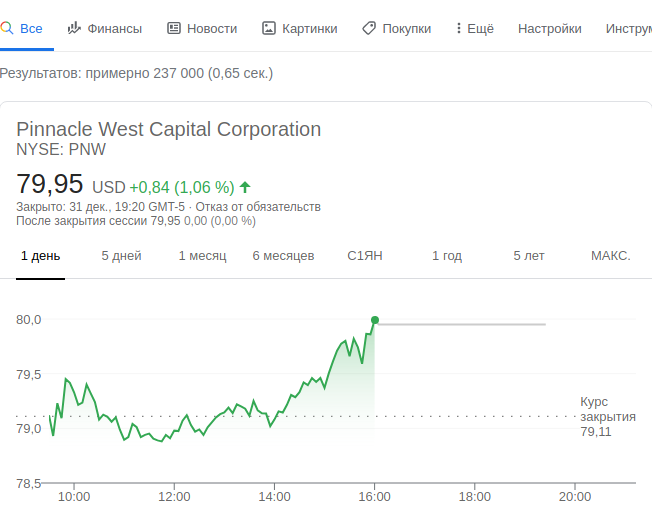 Все Финансы Новости Картинки Покупки Ещё Настройки Инструм
Результатов: примерно 237 000 (0,65 сек.)
Pinnacle West Capital Corporation
NYSE: PNW
79,95 USD +0,84 (1,06 %)
Закрыто: 31 дек., 19:20 GMT-5 · Отказ от обязательств
После закрытия сессии 79,95 0,00 (0,00 %)
1 день 5 дней 1 месяц 6 месяцев С1ЯН 1 год 5 лет МАКС.
80,0
79,5
Курс
закрытия
79,11
79,0
78,5
10:00 12:00 14:00 16:00 18:00 20:00